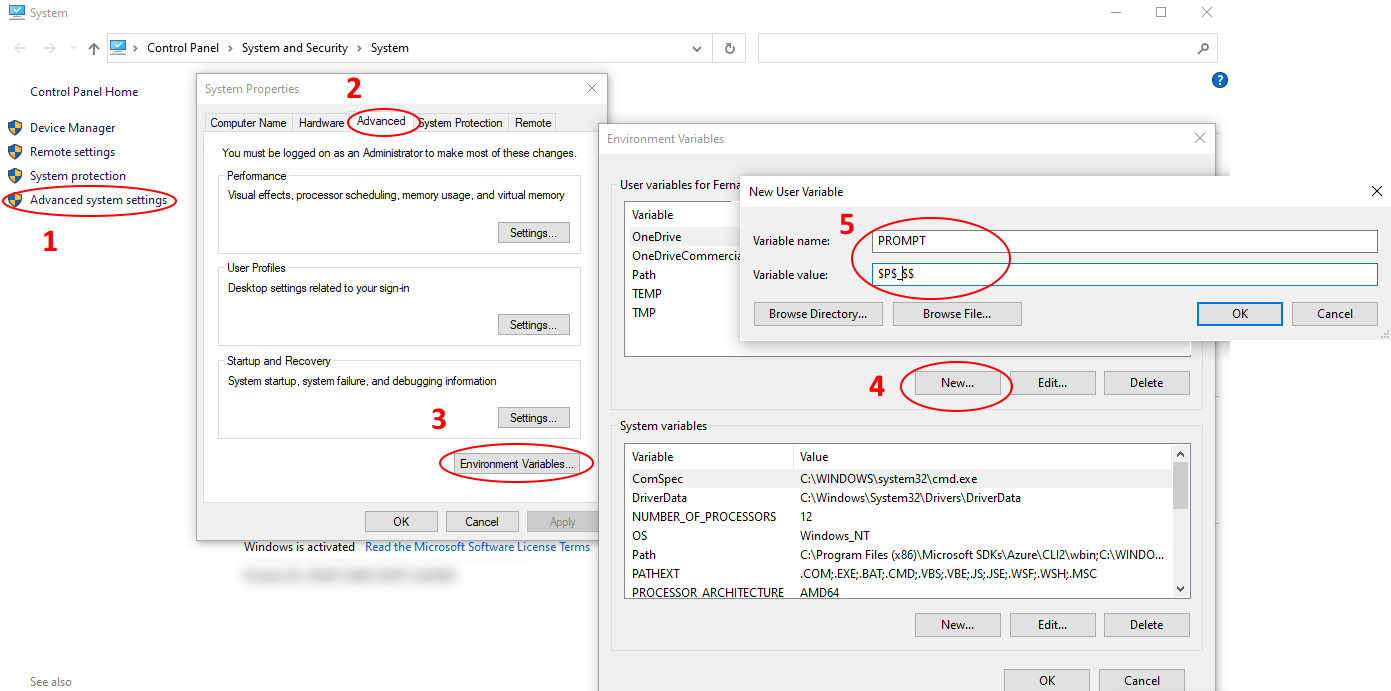 System
Control Panel > System and Security > System
Control Panel Home
Device Manager
Remote settings
System protection
Advanced system settings
1
See also
System Properties
2
Computer Name
Hardware
Advanced
System Protection
Remote
You must be logged on as an Administrator to make most of these changes.
Performance
Visual effects, processor scheduling, memory usage, and virtual memory
Settings...
User Profiles
Desktop settings related to your sign-in
Settings...
Startup and Recovery
System startup, system failure, and debugging information
Settings...
3
Environment Variables...
OK
Cancel
Apply
Windows is activated Read the Microsoft Software License Terms
?
Environment Variables
User variables for Ferna
Variable
OneDrive
OneDriveCommercia
Path
TEMP
TMP
New User Variable
5
Variable name: PROMPT
Variable value: $P$_$$
Browse Directory...
Browse File...
OK
Cancel
4
New...
Edit...
Delete
System variables
Variable Value
ComSpec C:\WINDOWS\system32\cmd.exe
DriverData C:\Windows\System32\Drivers\DriverData
NUMBER_OF_PROCESSORS 12
OS Windows_NT
Path C:\Program Files (x86)\Microsoft SDKs\Azure\CLI2\wbin;C:\WINDO...
PATHEXT .COM;.EXE;.BAT;.CMD;.VBS;.VBE;.JS;.JSE;.WSF;.WSH;.MSC
PROCESSOR_ARCHITECTURE AMD64
New...
Edit...
Delete
OK
Cancel